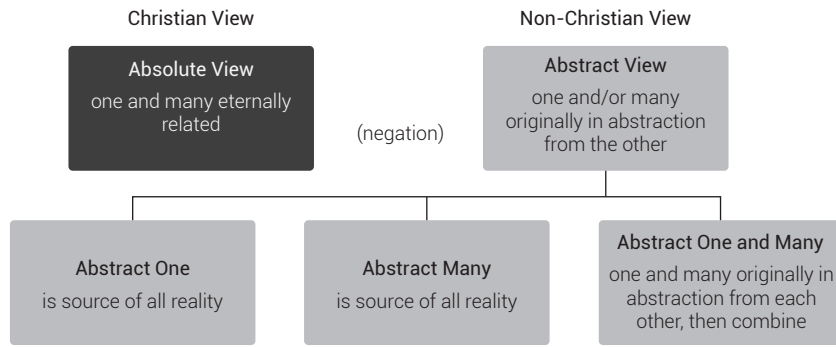 Christian View
Non-Christian View
Absolute View
one and many eternally
related
(negation)
Abstract View
one and/or many
originally in abstraction
from the other
Abstract One
is source of all reality
Abstract Many
is source of all reality
Abstract One and Many
one and many originally in
abstraction from each
other, then combine